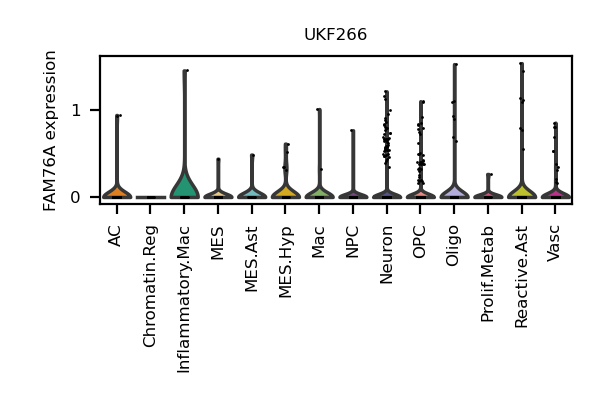 UKF266
FAM76A expression
1
0
AC
Chromatin.Reg
Inflammatory.Mac
MES
MES.Ast
MES.Hyp
Mac
NPC
Neuron
OPC
Oligo
Prolif.Metab
Reactive.Ast
Vasc